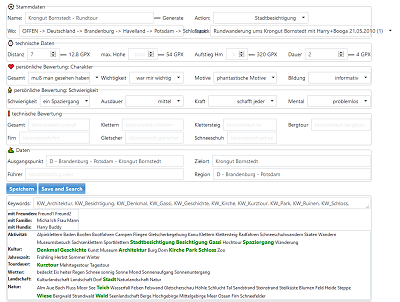 Stammdaten
Name: Krongut Bornstedt - Rundtour Generate Action: Stadtbesichtigung
Wo: OFFEN -> Deutschland -> Brandenburg -> Havelland -> Potsdam -> Schloss Rundwanderung ums Krongut Bornstedt mit Harry+Booga 21.05.2010 (1)
technische Daten
Distanz 7 12.8 GPX max. Höhe 54 GPX Aufstieg Hm 320 GPX Dauer 2 4 GPX
persönliche Bewertung: Charakter
Gesamt muß man gesehen haben Wichtigkeit war mir wichtig Motive phantastische Motive Bildung informativ
persönliche Bewertung: Schwierigkeit
Schwierigkeit ein Spaziergang Ausdauer mittel Kraft schafft jeder Mental problemlos
technische Bewertung
Gesamt Klettern Klettersteig Bergtour
Firn Gletscher Schneeschuh
Daten
Ausgangspunkt D - Brandenburg - Potsdam - Krongut Bornstedt Zielort Krongut Bornstedt
Führer Region D - Brandenburg - Potsdam
Speichern Save and Search
Keywords: KW_Architektur, KW_Besichtigung, KW_Denkmal, KW_Gassi, KW_Geschichte, KW_Kirche, KW_Kurztour, KW_Park, KW_Ruinen, KW_Schloss,
mit Freunden: Freund1 Freund2
mit Familie: Micha Ich Frau Mann
mit Hunde: Harry Buddy
Aktivität: Alpinklettern Baden Boofen Bootfahren Campen Fliegen Gletscherbegehung Kanu Klettern Klettersteig Radfahren Schneeschuhwandern Skaten Wandern
Museumsbesuch Sachsenklettern Sportklettern Stadtbesichtigung Besichtigung Gassi Hochtour Spaziergang Wanderung
Kultur: Denkmal Geschichte Kunst Museum Architektur Burg Dom Kirche Park Schloss Zoo
Jahreszeit: Frühling Herbst Sommer Winter
Tourdauer: Kurztour Mehrtagestour Tagestour
Wetter: bedeckt Eis heiter Regen Schnee sonnig Sonne Mond Sonnenaufgang Sonnenuntergang
Landschaft: Kulturlandschaft Landschaft Dorf Stadt Naturlandschaft Natur
Natur: Alm Aue Bach Fluss Meer See Teich Wasserfall Felsen Felswand Gletscherschau Höhle Schlucht Tal Sandstrand Steinstrand Steilküste Blumen Feld Heide Steppe
Wiese Bergwald Strandwald Wald Seenlandschaft Berge Hochgebirge Mittelgebirge Meer Ozean Firn Schneefelder